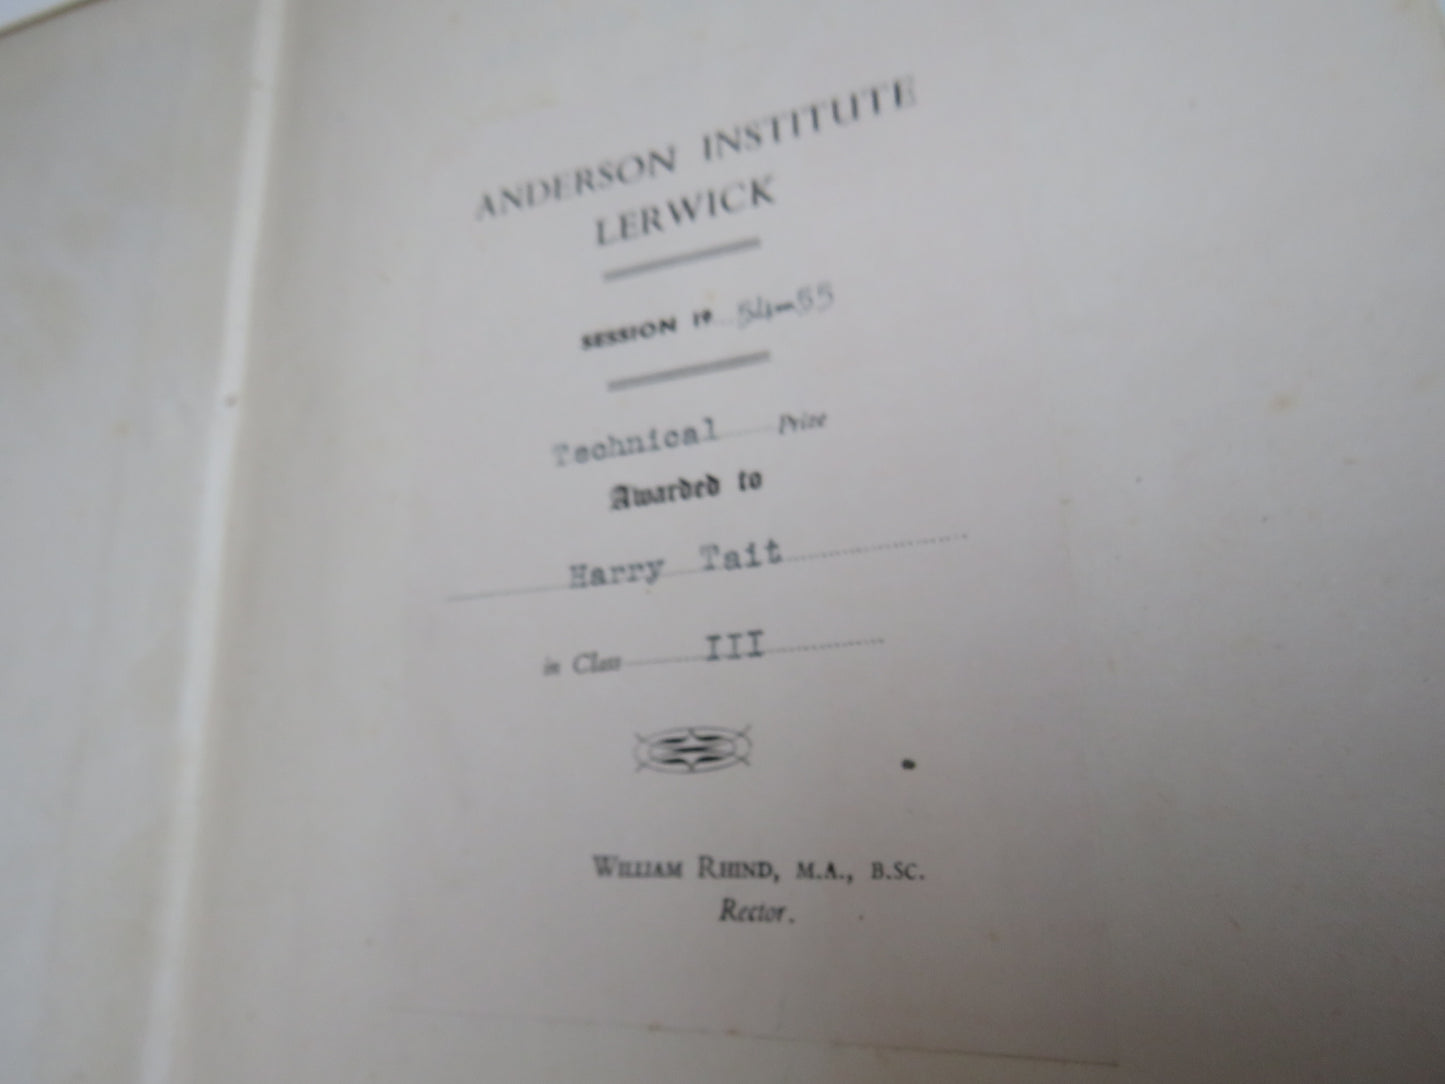 ANDERSON INSTITUTE
LERWICK
SESSION 19 54-55
Technical Prize
Awarded to
Harry Tait
in Class III
WILLIAM RHIND, M.A., B.SC.
Rector.